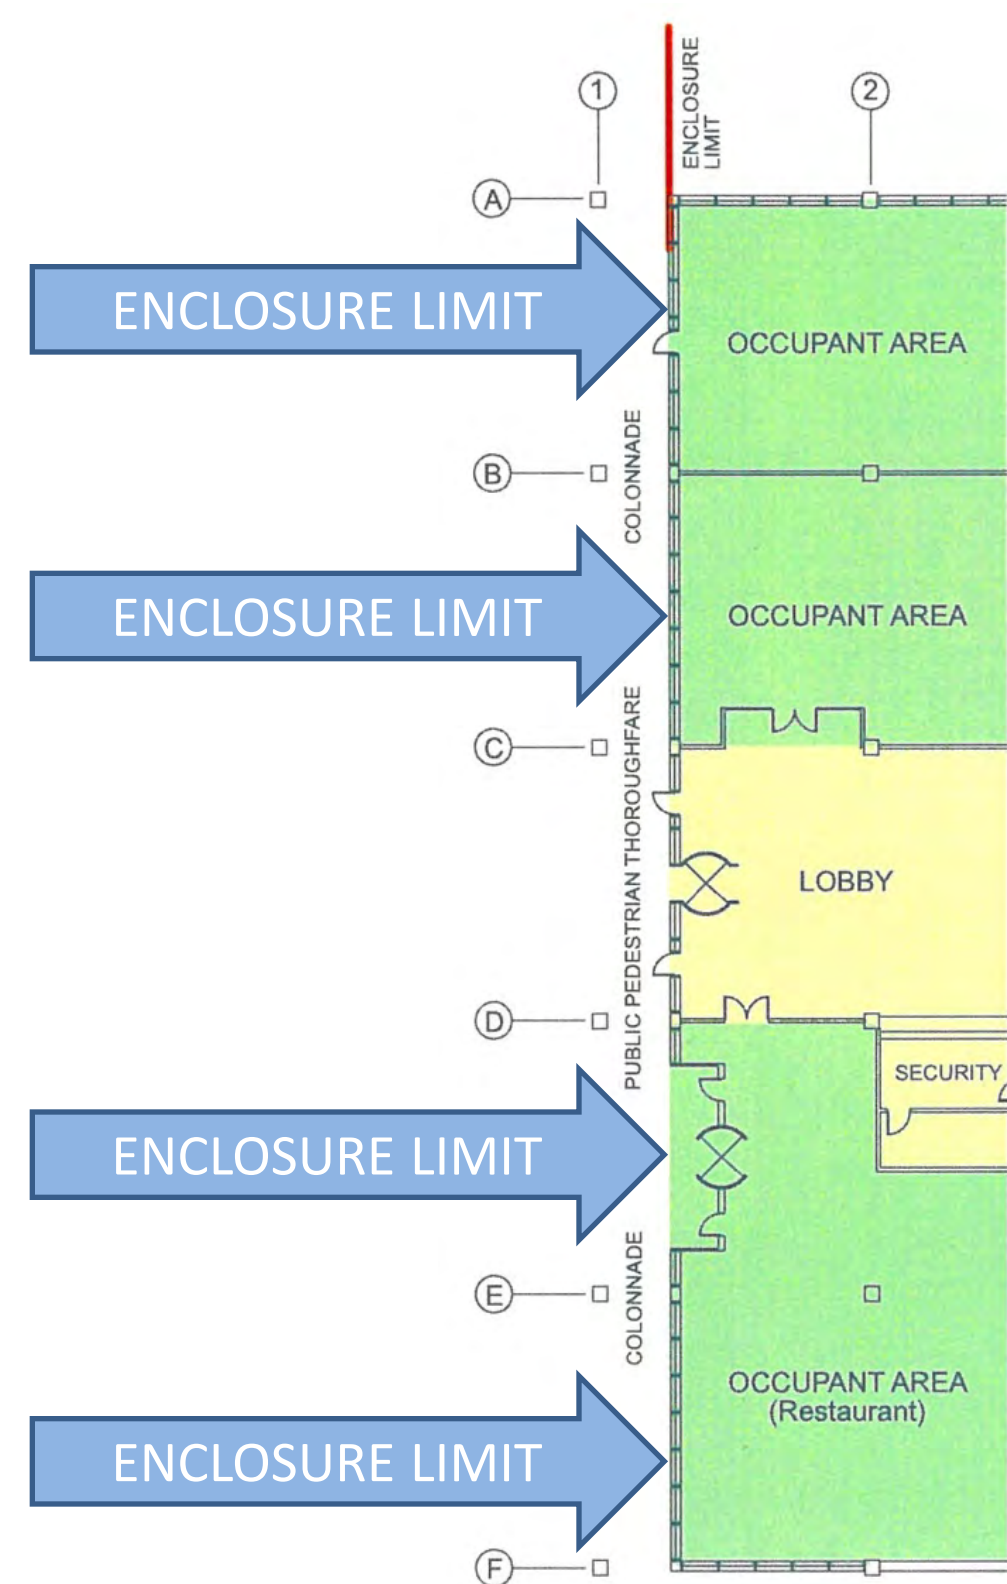 ENCLOSURE
LIMIT
1
2
A
ENCLOSURE LIMIT
OCCUPANT AREA
COLONNADE
B
ENCLOSURE LIMIT
OCCUPANT AREA
PUBLIC PEDESTRIAN THOROUGHFARE
C
LOBBY
D
SECURITY
ENCLOSURE LIMIT
COLONNADE
E
OCCUPANT AREA
(Restaurant)
ENCLOSURE LIMIT
F